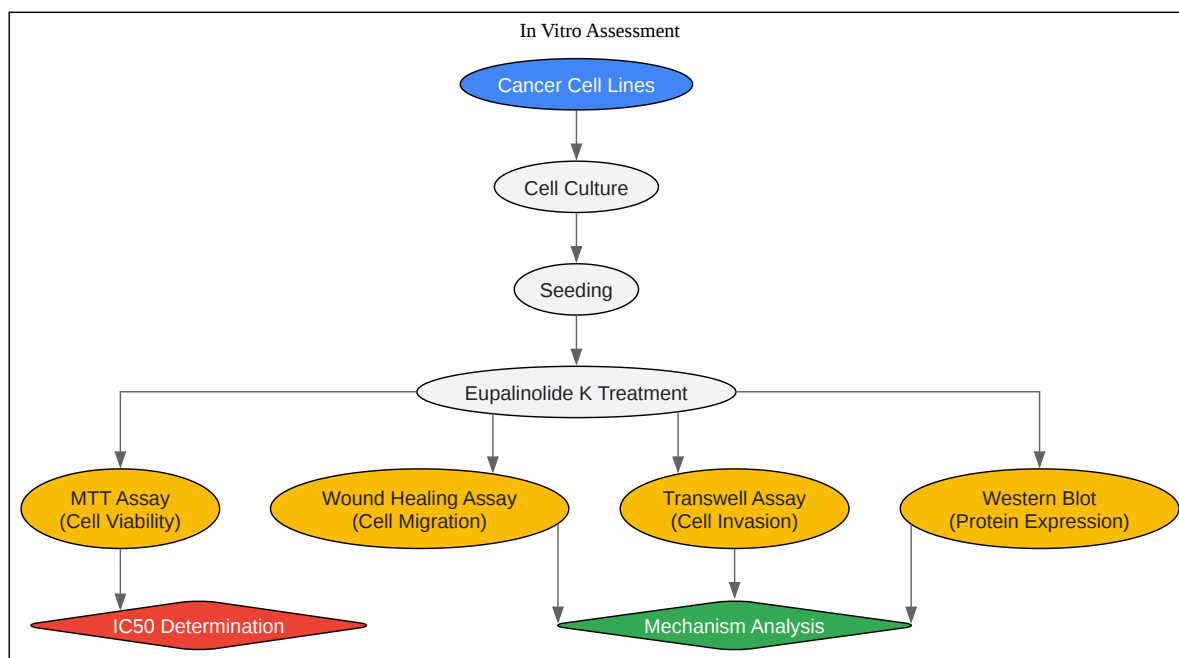 In Vitro Assessment
Cancer Cell Lines
Cell Culture
Seeding
Eupalinolide K Treatment
MTT Assay
(Cell Viability)
Wound Healing Assay
(Cell Migration)
Transwell Assay
(Cell Invasion)
Western Blot
(Protein Expression)
IC50 Determination
Mechanism Analysis